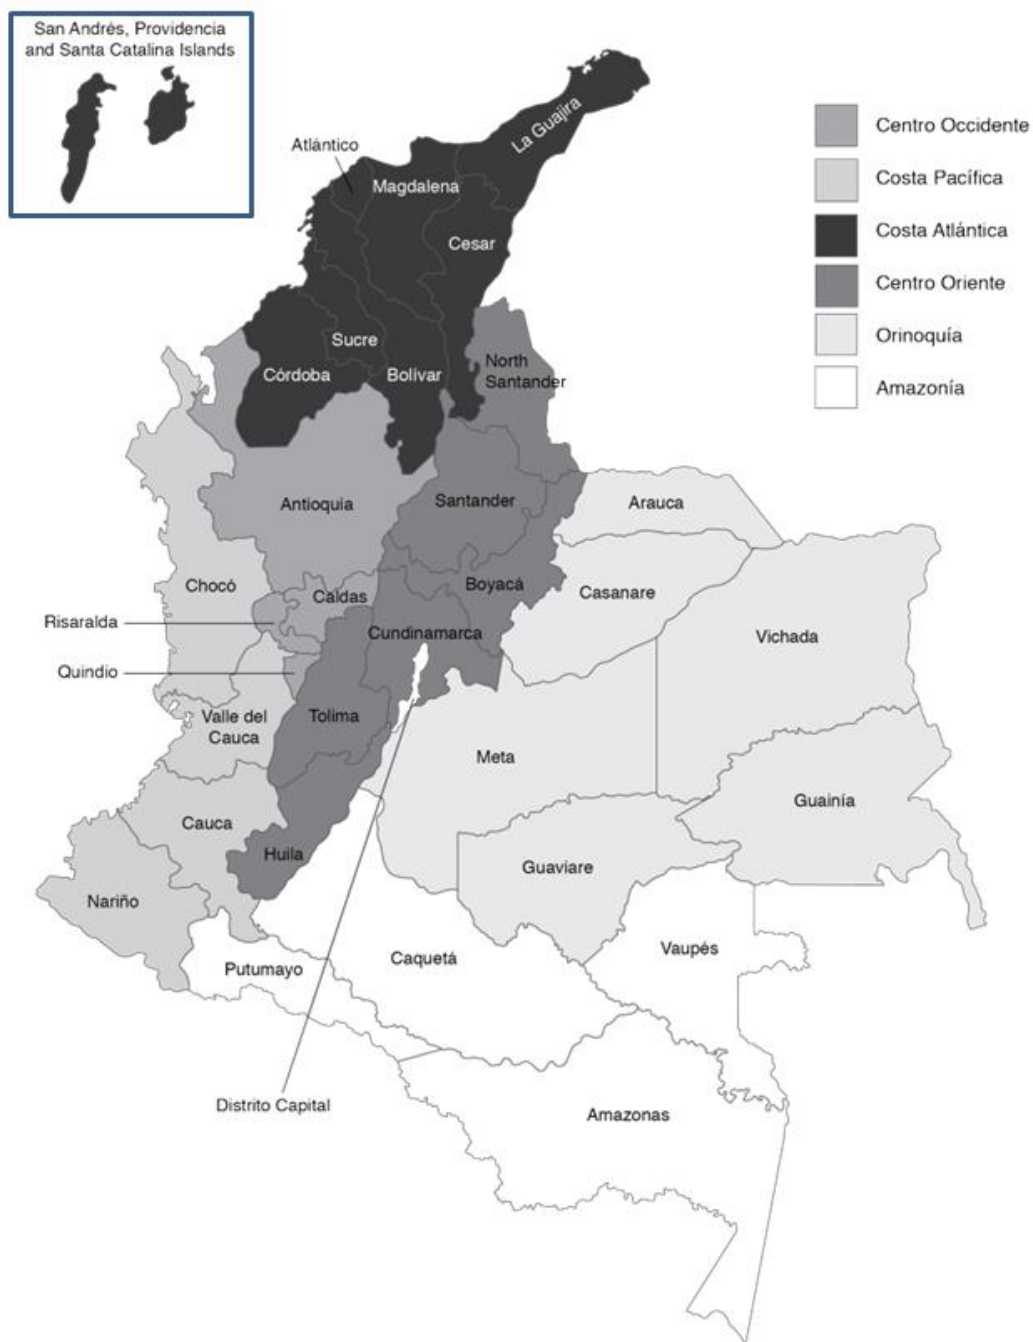 San Andrés, Providencia
and Santa Catalina Islands
Centro Occidente
Costa Pacífica
Costa Atlántica
Centro Oriente
Orinoquía
Amazonía
La Guajira
Atlántico
Magdalena
Cesar
Sucre
Córdoba
Bolívar
North
Santander
Antioquia
Santander
Arauca
Chocó
Caldas
Boyacá
Casanare
Risaralda
Cundinamarca
Vichada
Quindio
Valle del
Cauca
Tolima
Meta
Guainía
Cauca
Huila
Guaviare
Nariño
Putumayo
Caquetá
Vaupés
Distrito Capital
Amazonas